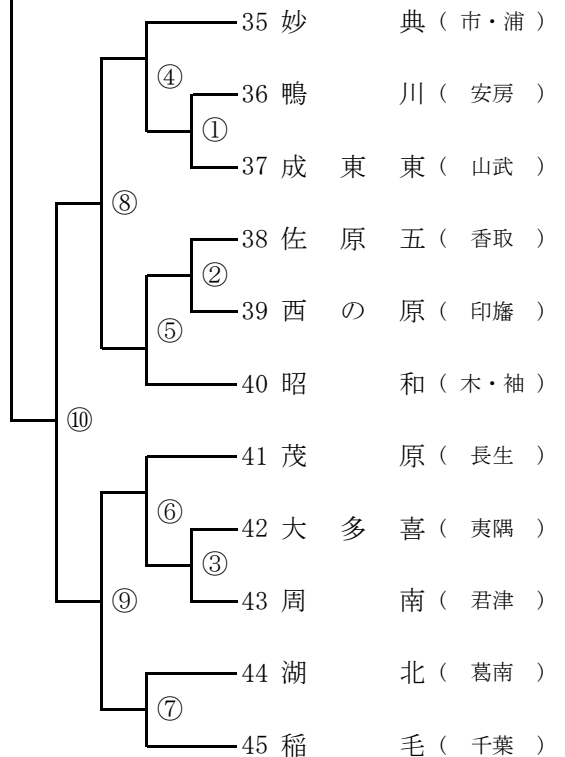 35 妙 典 ( 市・浦 )
④
36 鴨 川 ( 安房 )
①
37 成 東 東 ( 山武 )
⑧
38 佐 原 五 ( 香取 )
②
39 西 の 原 ( 印旛 )
⑤
40 昭 和 ( 木・袖 )
⑩
41 茂 原 ( 長生 )
⑥
42 大 多 喜 ( 夷隅 )
③
43 周 南 ( 君津 )
⑨
44 湖 北 ( 葛南 )
⑦
45 稲 毛 ( 千葉 )